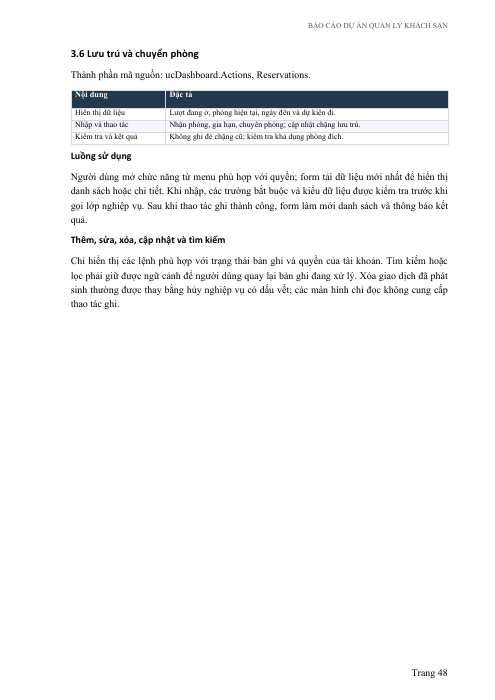 BÁO CÁO DỰ ÁN QUẢN LÝ KHÁCH SẠN
3.6 Lưu trú và chuyển phòng
Thành phần mã nguồn: ucDashboard.Actions, Reservations.
Nội dung Đặc tả
Hiển thị dữ liệu Lượt đang ở, phòng hiện tại, ngày đến và dự kiến đi.
Nhập và thao tác Nhận phòng, gia hạn, chuyển phòng; cập nhật chặng lưu trú.
Kiểm tra và kết quả Không ghi đè chặng cũ; kiểm tra khả dụng phòng đích.
Luồng sử dụng
Người dùng mở chức năng từ menu phù hợp với quyền; form tải dữ liệu mới nhất để hiển thị
danh sách hoặc chi tiết. Khi nhập, các trường bắt buộc và kiểu dữ liệu được kiểm tra trước khi
gọi lớp nghiệp vụ. Sau khi thao tác ghi thành công, form làm mới danh sách và thông báo kết
quả.
Thêm, sửa, xóa, cập nhật và tìm kiếm
Chỉ hiển thị các lệnh phù hợp với trạng thái bản ghi và quyền của tài khoản. Tìm kiếm hoặc
lọc phải giữ được ngữ cảnh để người dùng quay lại bản ghi đang xử lý. Xóa giao dịch đã phát
sinh thường được thay bằng hủy nghiệp vụ có dấu vết; các màn hình chỉ đọc không cung cấp
thao tác ghi.
Trang 48